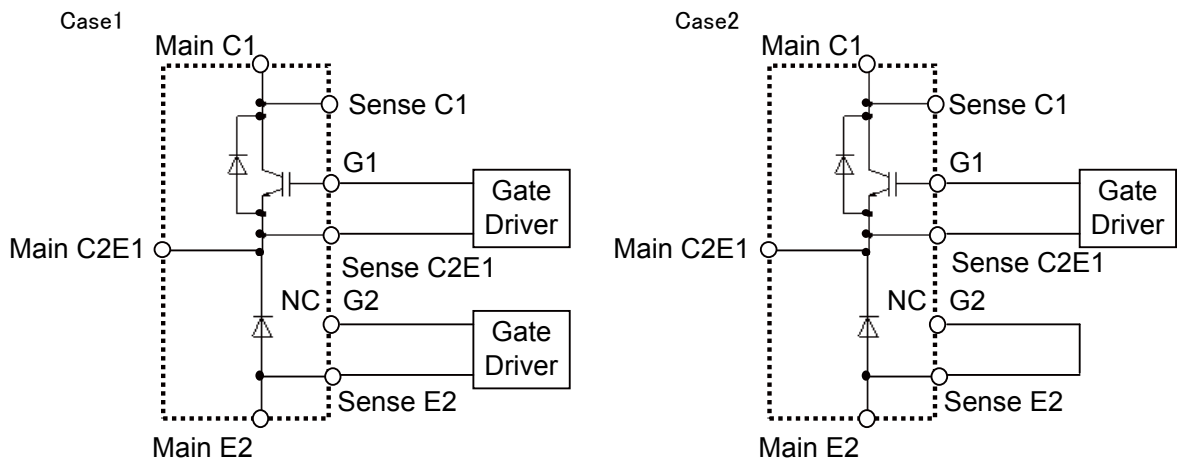 Case1
Main C1
Sense C1
G1
Gate
Driver
Main C2E1
Sense C2E1
NC
G2
Gate
Driver
Sense E2
Main E2
Case2
Main C1
Sense C1
G1
Gate
Driver
Main C2E1
Sense C2E1
NC
G2
Sense E2
Main E2